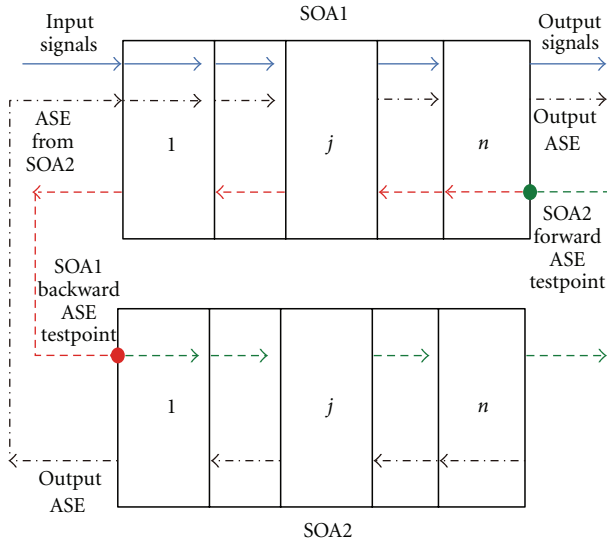 SOA1
Input
signals
Output
signals
ASE
from
SOA2
1
j
n
Output
ASE
SOA2
forward
ASE
testpoint
SOA1
backward
ASE
testpoint
1
j
n
Output
ASE
SOA2